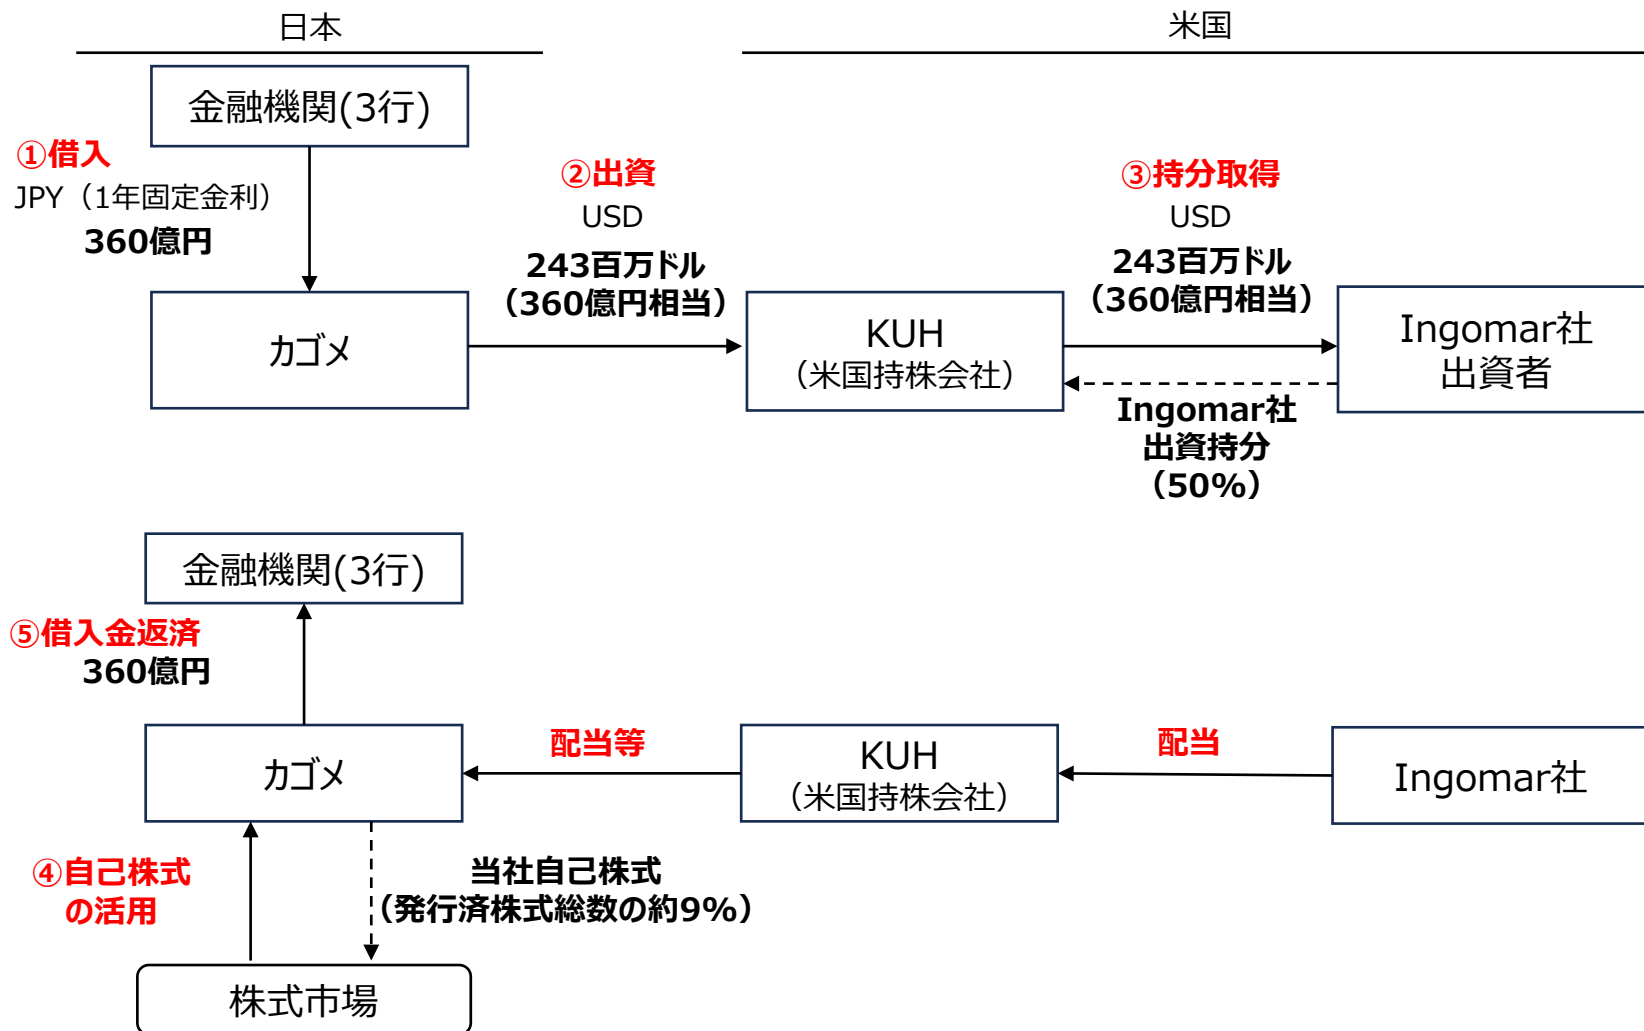 日本
米国
金融機関(3行)
①借入
JPY（1年固定金利）
360億円
②出資
USD
243百万ドル
（360億円相当）
③持分取得
USD
243百万ドル
（360億円相当）
カゴメ
KUH
（米国持株会社）
Ingomar社
出資者
Ingomar社
出資持分
（50%）
金融機関(3行)
⑤借入金返済
360億円
カゴメ
配当等
KUH
（米国持株会社）
配当
Ingomar社
④自己株式
の活用
当社自己株式
（発行済株式総数の約9%）
株式市場